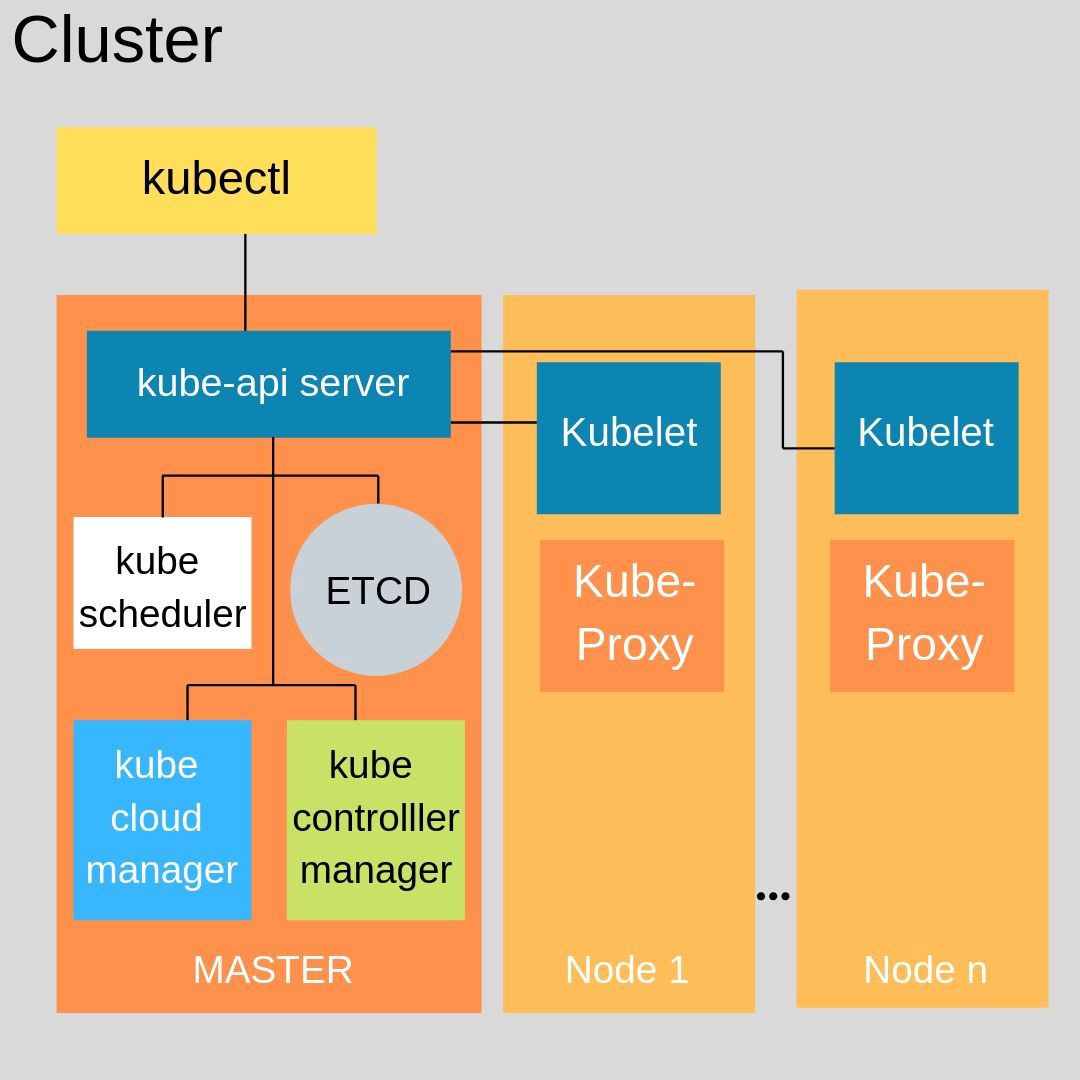 Cluster
kubectl
kube-api server
kube
scheduler
ETCD
kube
cloud
manager
kube
controlller
manager
MASTER
Kubelet
Kube-
Proxy
Node 1
...
Kubelet
Kube-
Proxy
Node n